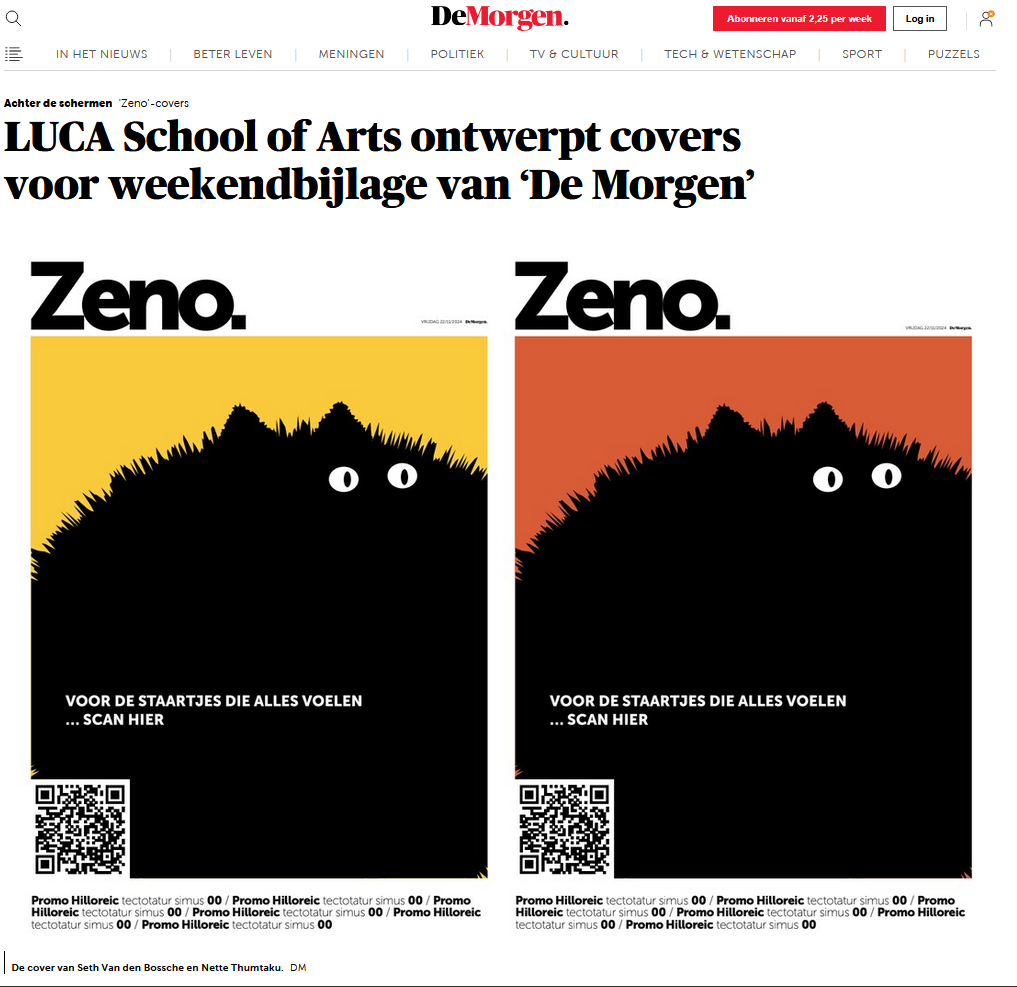 DeMorgen.
Abonneren vanaf 2,25 per week
Log in
IN HET NIEUWS
BETER LEVEN
MENINGEN
POLITIEK
TV & CULTUUR
TECH & WETENSCHAP
SPORT
PUZZELS
Achter de schermen 'Zeno'-covers
LUCA School of Arts ontwerpt covers
voor weekendbijlage van ‘De Morgen’
Zeno.
VRIJDAG 22/11/2024 DeMorgen.
VOOR DE STAARTJES DIE ALLES VOELEN
... SCAN HIER
Promo Hilloreic tectotatur simus 00 / Promo Hilloreic tectotatur simus 00 / Promo
Hilloreic tectotatur simus 00 / Promo Hilloreic tectotatur simus 00 / Promo Hilloreic
tectotatur simus 00 / Promo Hilloreic tectotatur simus 00
Zeno.
VRIJDAG 22/11/2024 DeMorgen.
VOOR DE STAARTJES DIE ALLES VOELEN
... SCAN HIER
Promo Hilloreic tectotatur simus 00 / Promo Hilloreic tectotatur simus 00 / Promo
Hilloreic tectotatur simus 00 / Promo Hilloreic tectotatur simus 00 / Promo Hilloreic
tectotatur simus 00 / Promo Hilloreic tectotatur simus 00
De cover van Seth Van den Bossche en Nette Thumtaku. DM